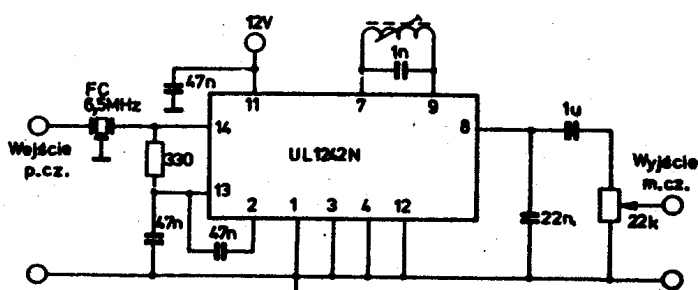 12V
1n
47n
FC
6,5MHz
11
7
9
14
8
1u
Wejście
p.cz.
330
UL1242N
Wyjście
m.cz.
13
2
1
3
4
12
47n
47n
22n
22k